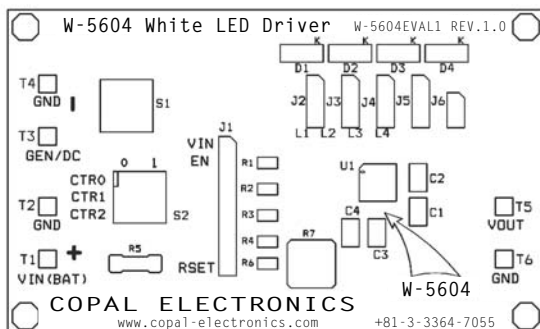 W-5604 White LED Driver W-5604EVAL1 REV.1.0
K K K K
D1 D2 D3 D4
T4
GND
S1
J2 J3 J4 J5 J6
L1 L2 L3 L4
T3
GEN/DC
J1
VIN
EN
0 1
CTR0
CTR1
CTR2
S2
R1
R2
R3
R4
R6
RSET
U1
C2
C1
C4
C3
R7
T2
GND
T5
VOUT
R5
T1
+
VIN(BAT)
T6
GND
W-5604
COPAL ELECTRONICS
www.copal-electronics.com +81-3-3364-7055